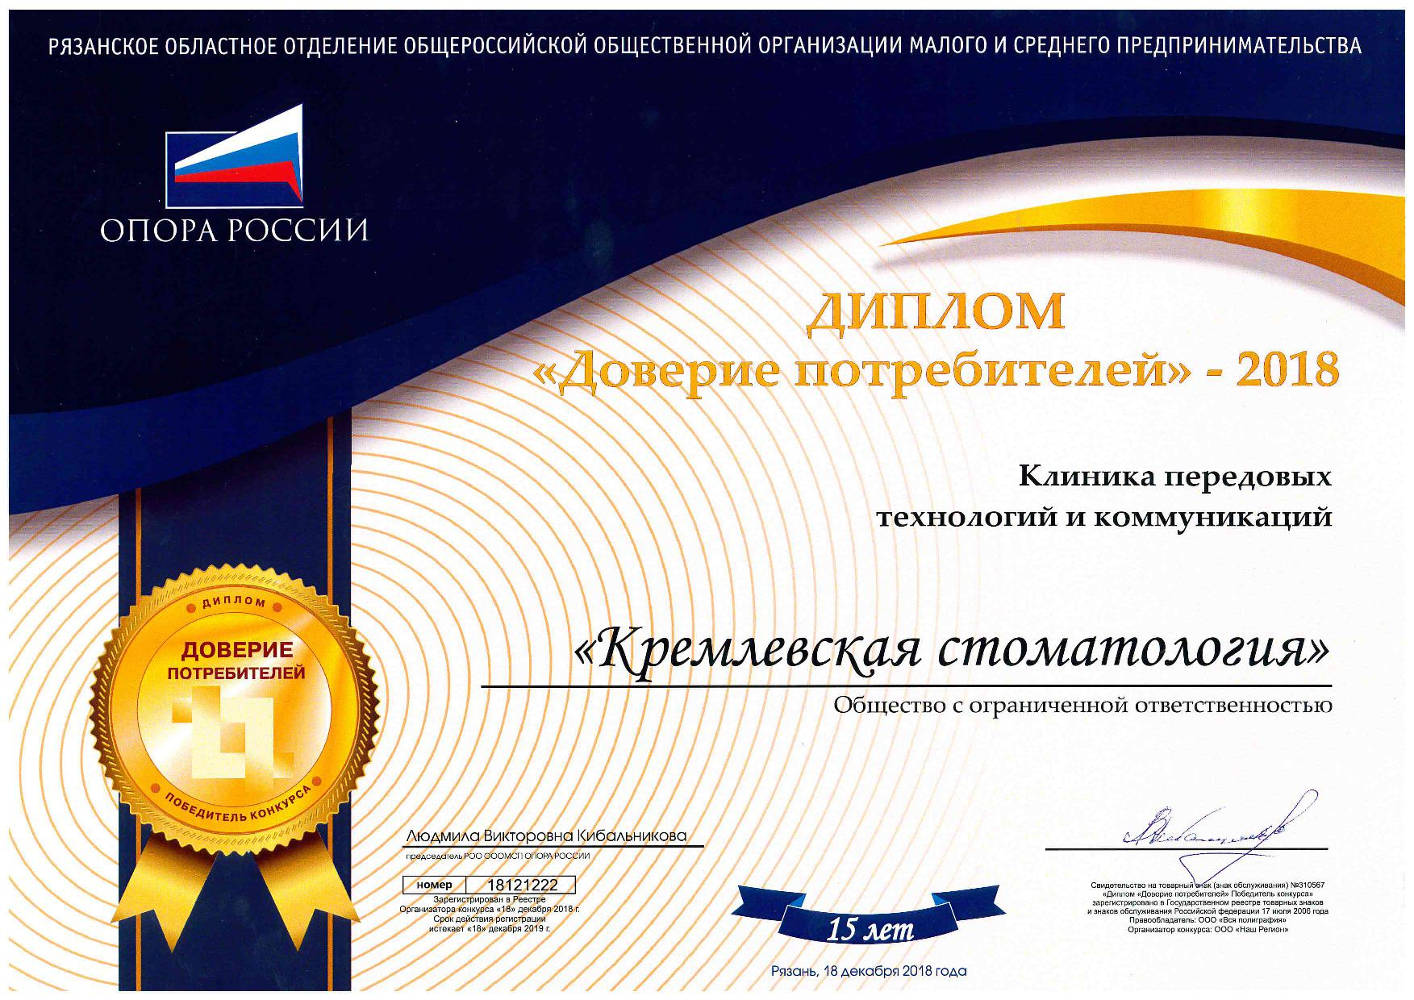 РЯЗАНСКОЕ ОБЛАСТНОЕ ОТДЕЛЕНИЕ ОБЩЕРОССИЙСКОЙ ОБЩЕСТВЕННОЙ ОРГАНИЗАЦИИ МАЛОГО И СРЕДНЕГО ПРЕДПРИНИМАТЕЛЬСТВА
ОПОРА РОССИИ
ДИПЛОМ
«Доверие потребителей» - 2018
Клиника передовых
технологий и коммуникаций
«Кремлевская стоматология»
Общество с ограниченной ответственностью
ДИПЛОМ
ДОВЕРИЕ
ПОТРЕБИТЕЛЕЙ
ПОБЕДИТЕЛЬ КОНКУРСА
Людмила Викторовна Кибальникова
председатель РОО ОООМСП ОПОРА РОССИИ
номер 18121222
Зарегистрирован в Реестре
Организатора конкурса «18» декабря 2018 г.
Срок действия регистрации
истекает «18» декабря 2019 г.
15 лет
Рязань, 18 декабря 2018 года
Свидетельство на товарный знак (знак обслуживания) №310567
«Диплом «Доверие потребителей» Победитель конкурса»
зарегистрировано в Государственном реестре товарных знаков
и знаков обслуживания Российской федерации 17 июля 2006 года
Правообладатель: ООО «Вся полиграфия»
Организатор конкурса: ООО «Наш Регион»